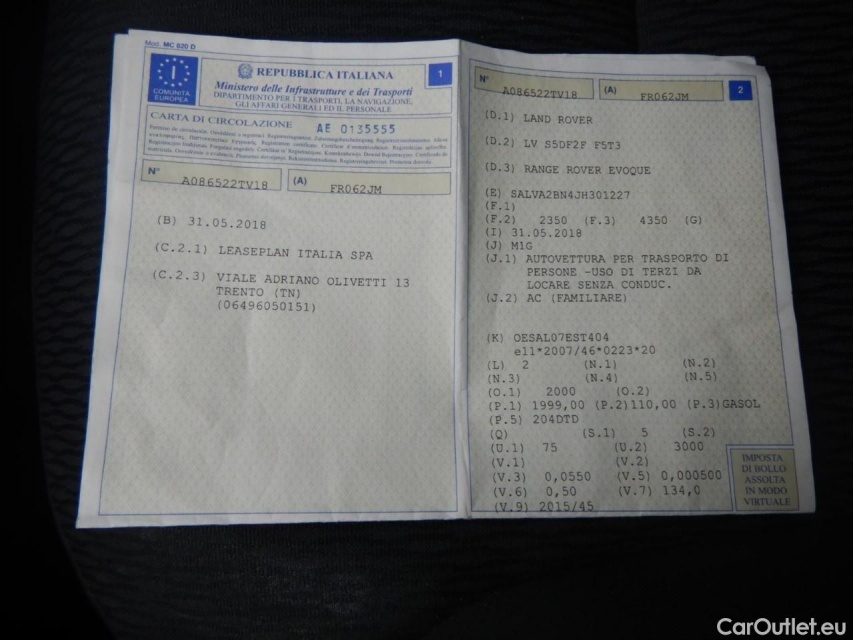 Mod. MC 820 D
I
COMUNITÀ
EUROPEA
REPUBBLICA ITALIANA
Ministero delle Infrastrutture e dei Trasporti
DIPARTIMENTO PER I TRASPORTI, LA NAVIGAZIONE,
GLI AFFARI GENERALI ED IL PERSONALE
1
CARTA DI CIRCOLAZIONE
AE 0135555
N° A086522TV18 (A) FR062JM
(B) 31.05.2018
(C.2.1) LEASEPLAN ITALIA SPA
(C.2.3) VIALE ADRIANO OLIVETTI 13
TRENTO (TN)
(06496050151)
N° A086522TV18 (A) FR062JM
2
(D.1) LAND ROVER
(D.2) LV S5DF2F F5T3
(D.3) RANGE ROVER EVOQUE
(E) SALVA2BN4JH301227
(F.1)
(F.2) 2350 (F.3) 4350 (G)
(I) 31.05.2018
(J) M1G
(J.1) AUTOVETTURA PER TRASPORTO DI
PERSONE -USO DI TERZI DA
LOCARE SENZA CONDUC.
(J.2) AC (FAMILIARE)
(K) OESAL07EST404
e11*2007/46*0223*20
(L) 2 (N.1) (N.2)
(N.3) (N.4) (N.5)
(O.1) 2000 (O.2)
(P.1) 1999,00 (P.2)110,00 (P.3)GASOL
(P.5) 204DTD
(Q) (S.1) 5 (S.2)
(U.1) 75 (U.2) 3000
(V.1) (V.2)
(V.3) 0,0550 (V.5) 0,000500
(V.6) 0,50 (V.7) 134,0
(V.9) 2015/45
IMPOSTA
DI BOLLO
ASSOLTA
IN MODO
VIRTUALE
CarOutlet.eu